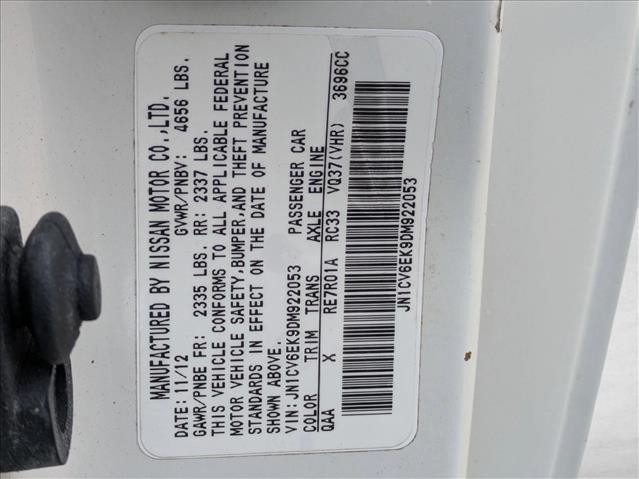 MANUFACTURED BY NISSAN MOTOR CO.,LTD.
DATE: 11/12 GVWR/PNBV: 4656 LBS.
GAWR/PNBE FR: 2335 LBS. RR: 2337 LBS.
THIS VEHICLE CONFORMS TO ALL APPLICABLE FEDERAL
MOTOR VEHICLE SAFETY,BUMPER,AND THEFT PREVENTION
STANDARDS IN EFFECT ON THE DATE OF MANUFACTURE
SHOWN ABOVE.
VIN:JN1CV6EK9DM922053 PASSENGER CAR
COLOR TRIM TRANS AXLE ENGINE
QAA X RE7R01A RC33 VQ37(VHR) 3696CC
JN1CV6EK9DM922053